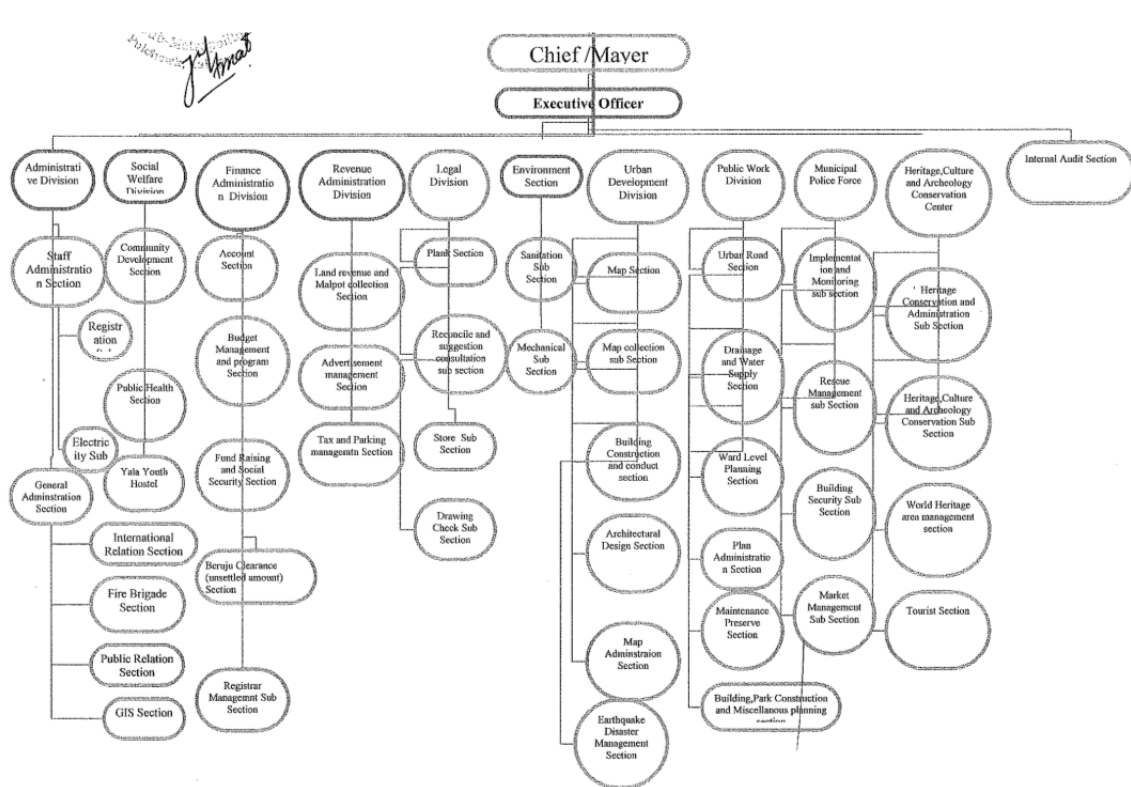 Chief /Mayer
Executive Officer
Administrati
ve Division
Social
Welfare
Division
Finance
Administratio
n Division
Revenue
Administration
Division
Legal
Division
Environment
Section
Urban
Development
Division
Public Work
Division
Municipal
Police Force
Heritage,Culture
and Archeology
Conservation
Center
Internal Audit Section
Staff
Administratio
n Section
Registr
ation
Electric
ity Sub
General
Adminstration
Section
International
Relation Section
Fire Brigade
Section
Public Relation
Section
GIS Section
Community
Development
Section
Public Health
Section
Yala Youth
Hostel
Account
Section
Budget
Management
and program
Section
Fund Raising
and Social
Security Section
Beruju Clearance
(unsettled amount)
Section
Registrar
Managemnt Sub
Section
Land revenue and
Malpot collection
Section
Advertisement
management
Section
Tax and Parking
managemtn Section
Plank Section
Reconcile and
suggestion
consultation
sub section
Store Sub
Section
Drawing
Check Sub
Section
Sanitation
Sub
Section
Mechanical
Sub
Section
Map Section
Map collection
sub Section
Building
Construction
and conduct
section
Architectural
Design Section
Map
Adminstraion
Section
Earthquake
Disaster
Management
Section
Urban Road
Section
Drainage
and Water
Supply
Section
Ward Level
Planning
Section
Plan
Administratio
n Section
Maintenance
Preserve
Section
Building,Park Construction
and Miscellanous planning
section
Implementat
ion and
Monitoring
sub section
Rescue
Management
sub Section
Building
Security Sub
Section
Market
Management
Sub Section
Heritage
Conservation and
Administration
Sub Section
Heritage,Culture
and Archeology
Conservation Sub
Section
World Heritage
area management
section
Tourist Section